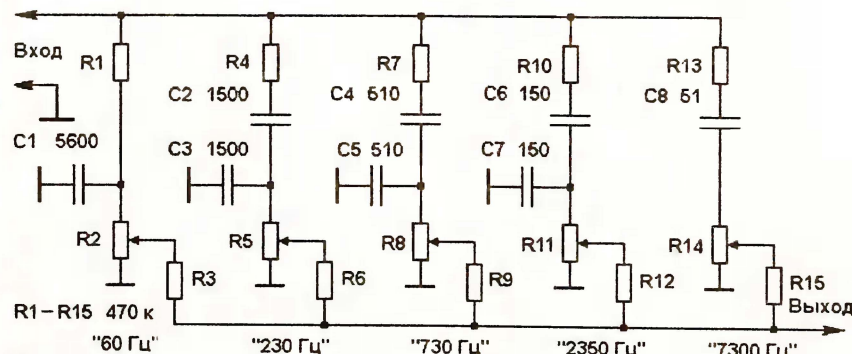 Вход
R1
R4
R7
R10
R13
C2 1500
C4 510
C6 150
C8 51
C1 5600
C3 1500
C5 510
C7 150
R2
R5
R8
R11
R14
R3
R6
R9
R12
R15
Выход
R1–R15 470 к
"60 Гц" "230 Гц" "730 Гц" "2350 Гц" "7300 Гц"